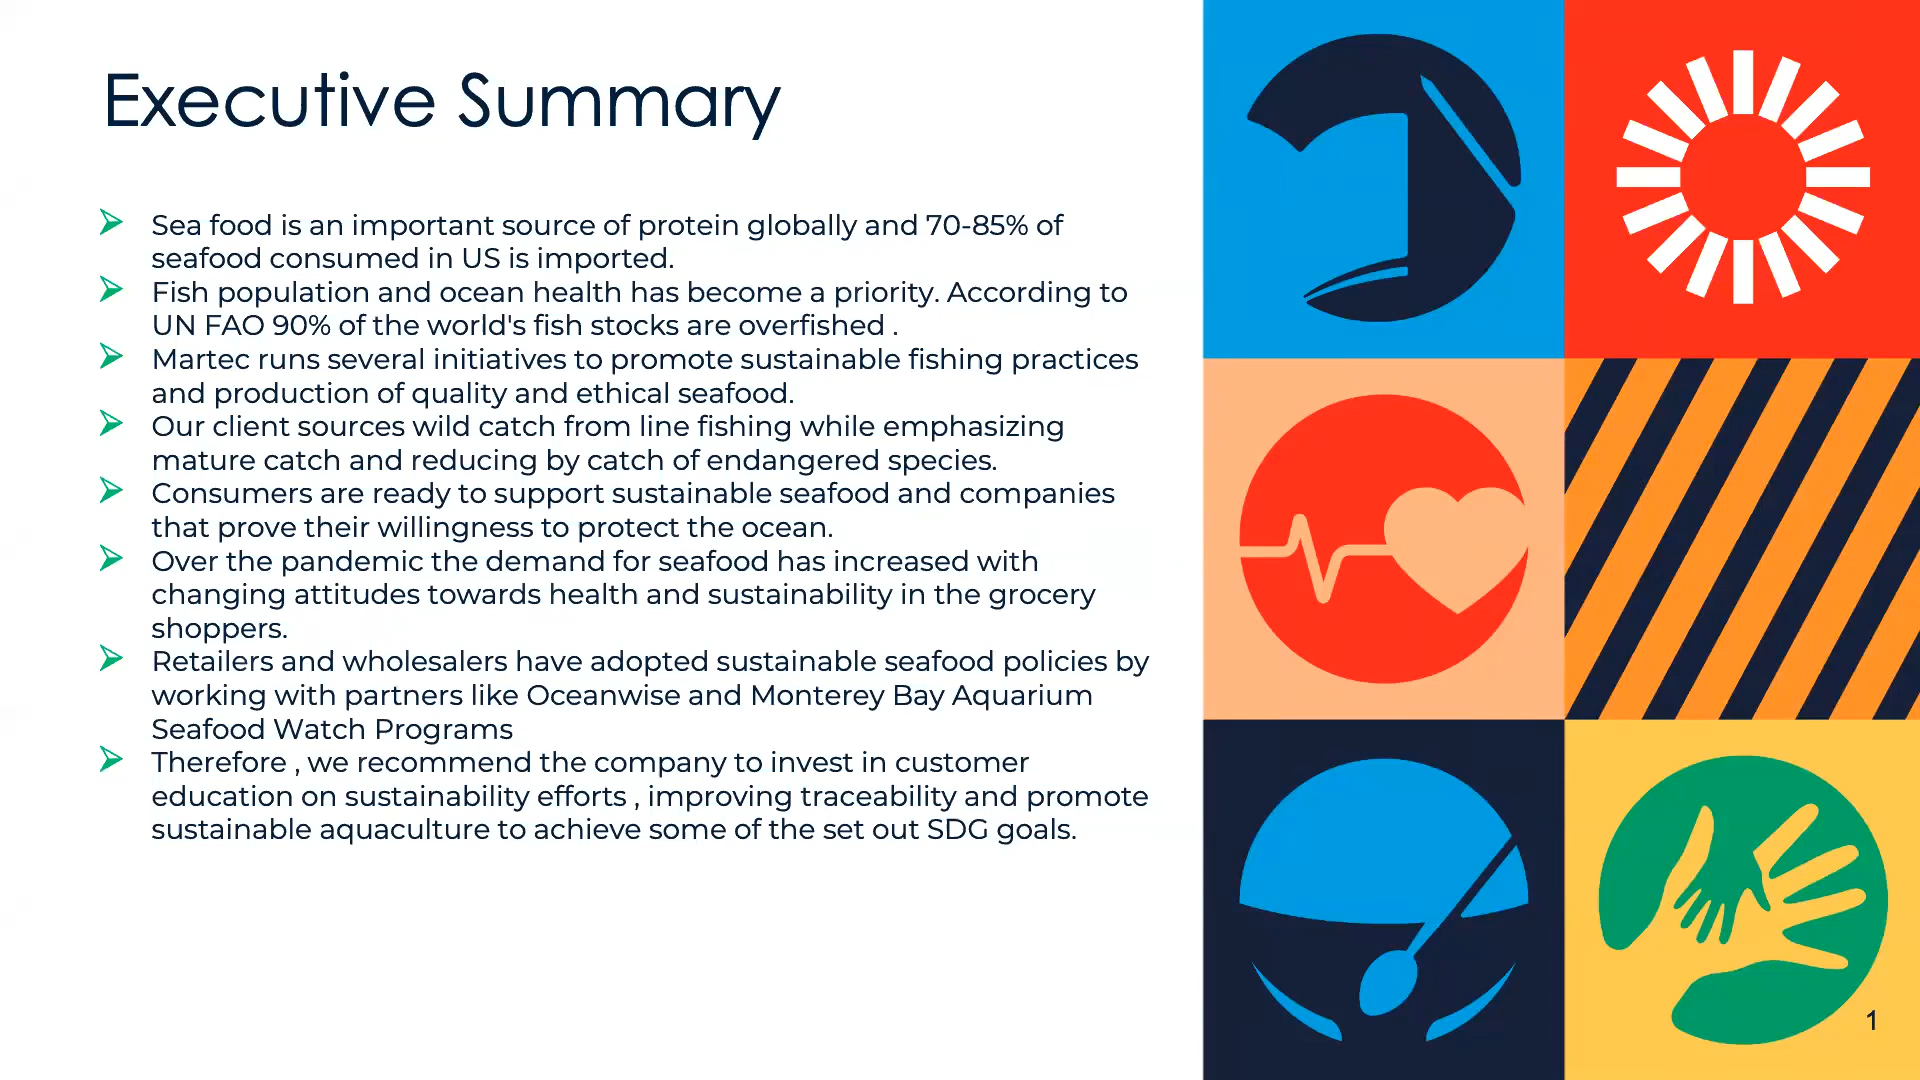 Executive Summary
Sea food is an important source of protein globally and 70-85% of
seafood consumed in US is imported.
Fish population and ocean health has become a priority. According to
UN FAO 90% of the world's fish stocks are overfished .
Martec runs several initiatives to promote sustainable fishing practices
and production of quality and ethical seafood.
Our client sources wild catch from line fishing while emphasizing
mature catch and reducing by catch of endangered species.
Consumers are ready to support sustainable seafood and companies
that prove their willingness to protect the ocean.
Over the pandemic the demand for seafood has increased with
changing attitudes towards health and sustainability in the grocery
shoppers.
Retailers and wholesalers have adopted sustainable seafood policies by
working with partners like Oceanwise and Monterey Bay Aquarium
Seafood Watch Programs
Therefore , we recommend the company to invest in customer
education on sustainability efforts , improving traceability and promote
sustainable aquaculture to achieve some of the set out SDG goals.
1